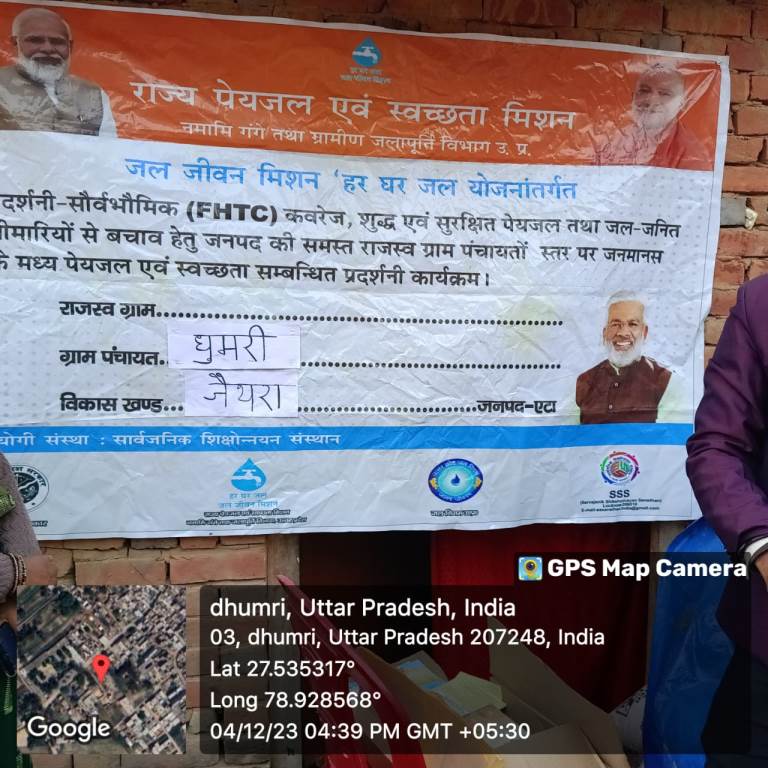 हर घर जल
राज्य पेयजल एवं स्वच्छता मिशन
नमामि गंगे तथा ग्रामीण जलापूर्ति विभाग उ. प्र.
जल जीवन मिशन 'हर घर जल योजनांतर्गत
दर्शनी-सौर्वभौमिक (FHTC) कवरेज, शुद्ध एवं सुरक्षित पेयजल तथा जल-जनित
ीमारियों से बचाव हेतु जनपद की समस्त राजस्व ग्राम पंचायतों स्तर पर जनमानस
के मध्य पेयजल एवं स्वच्छता सम्बन्धित प्रदर्शनी कार्यक्रम।
राजस्व ग्राम
ग्राम पंचायत.. धुमरी
विकास खण्ड... जैथरा जनपद-एटा
योगी संस्था : सार्वजनिक शिक्षोन्नयन संस्थान
हर घर जल
जल जीवन मिशन
SSS
GPS Map Camera
dhumri, Uttar Pradesh, India
03, dhumri, Uttar Pradesh 207248, India
Lat 27.535317°
Long 78.928568°
04/12/23 04:39 PM GMT +05:30
Google